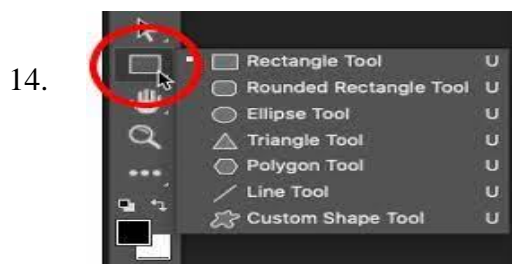 14.
Rectangle Tool U
Rounded Rectangle Tool U
Ellipse Tool U
Triangle Tool U
Polygon Tool U
Line Tool U
Custom Shape Tool U